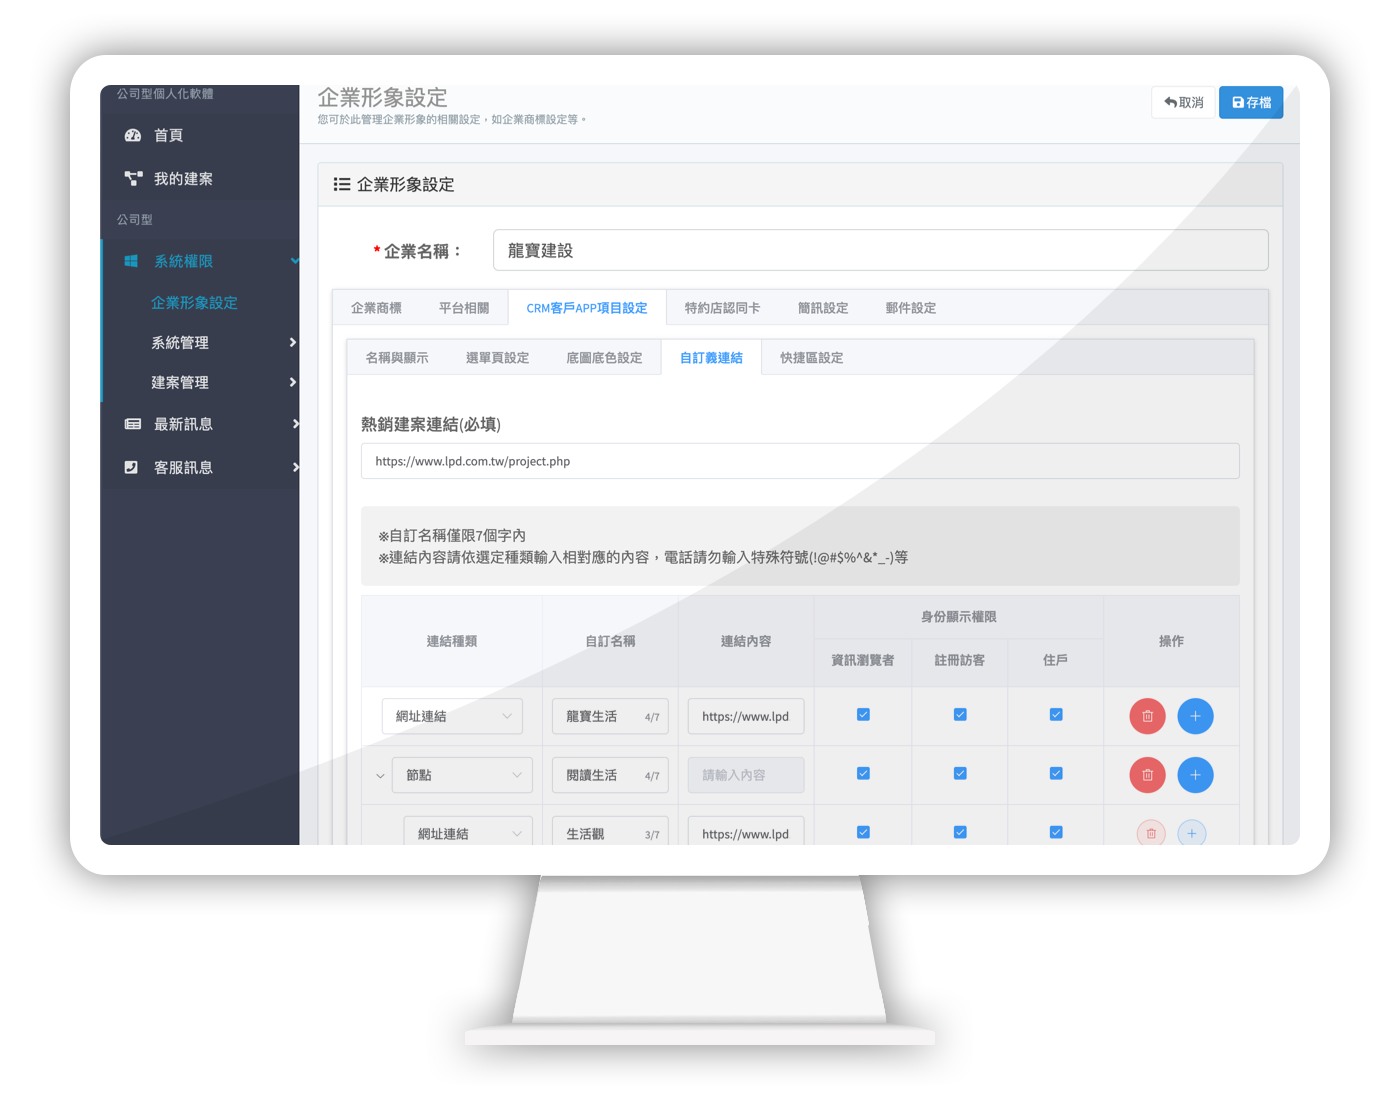 公司型個人化軟體
首頁
我的建案
公司型
系統權限
企業形象設定
系統管理
建案管理
最新訊息
客服訊息
企業形象設定
您可於此管理企業形象的相關設定，如企業商標設定等。
取消
存檔
企業形象設定
*企業名稱：
龍寶建設
企業商標 平台相關 CRM客戶APP項目設定 特約店認同卡 簡訊設定 郵件設定
名稱與顯示 選單頁設定 底圖底色設定 自訂義連結 快捷區設定
熱銷建案連結(必填)
https://www.lpd.com.tw/project.php
※自訂名稱僅限7個字內
※連結內容請依選定種類輸入相對應的內容，電話請勿輸入特殊符號(!@#$%^&*_-)等
連結種類 自訂名稱 連結內容 身份顯示權限 操作
資訊瀏覽者 註冊訪客 住戶
網址連結 龍寶生活 4/7 https://www.lpd
節點 閱讀生活 4/7 請輸入內容
網址連結 生活觀 3/7 https://www.lpd